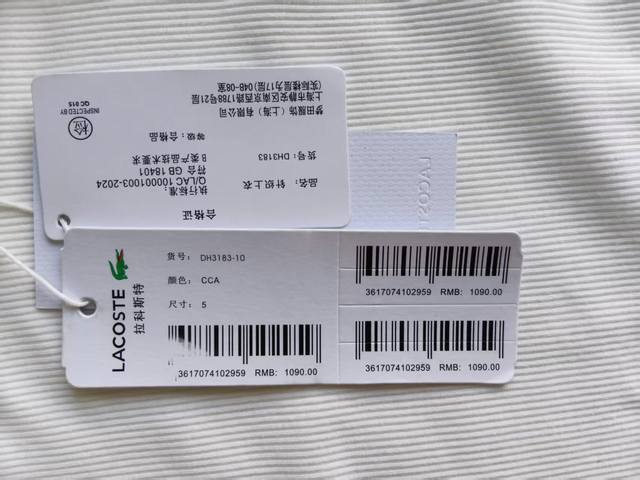 合格证
品名：针织上衣
货号：DH3183
等级：合格品
执行标准：
Q/LAC 100001003-2024
符合 GB 18401
B 类产品技术要求
梦田服饰（上海）有限公司
上海市静安区南京西路1788号21层
(实际楼层为17层) 04B-08室
检
INSPECTED BY
QC 015
LACOST
LACOSTE
拉科斯特
货号： DH3183-10
颜色： CCA
尺寸： 5
3617074102959 RMB: 1090.00
3617074102959 RMB: 1090.00
3617074102959 RMB: 1090.00